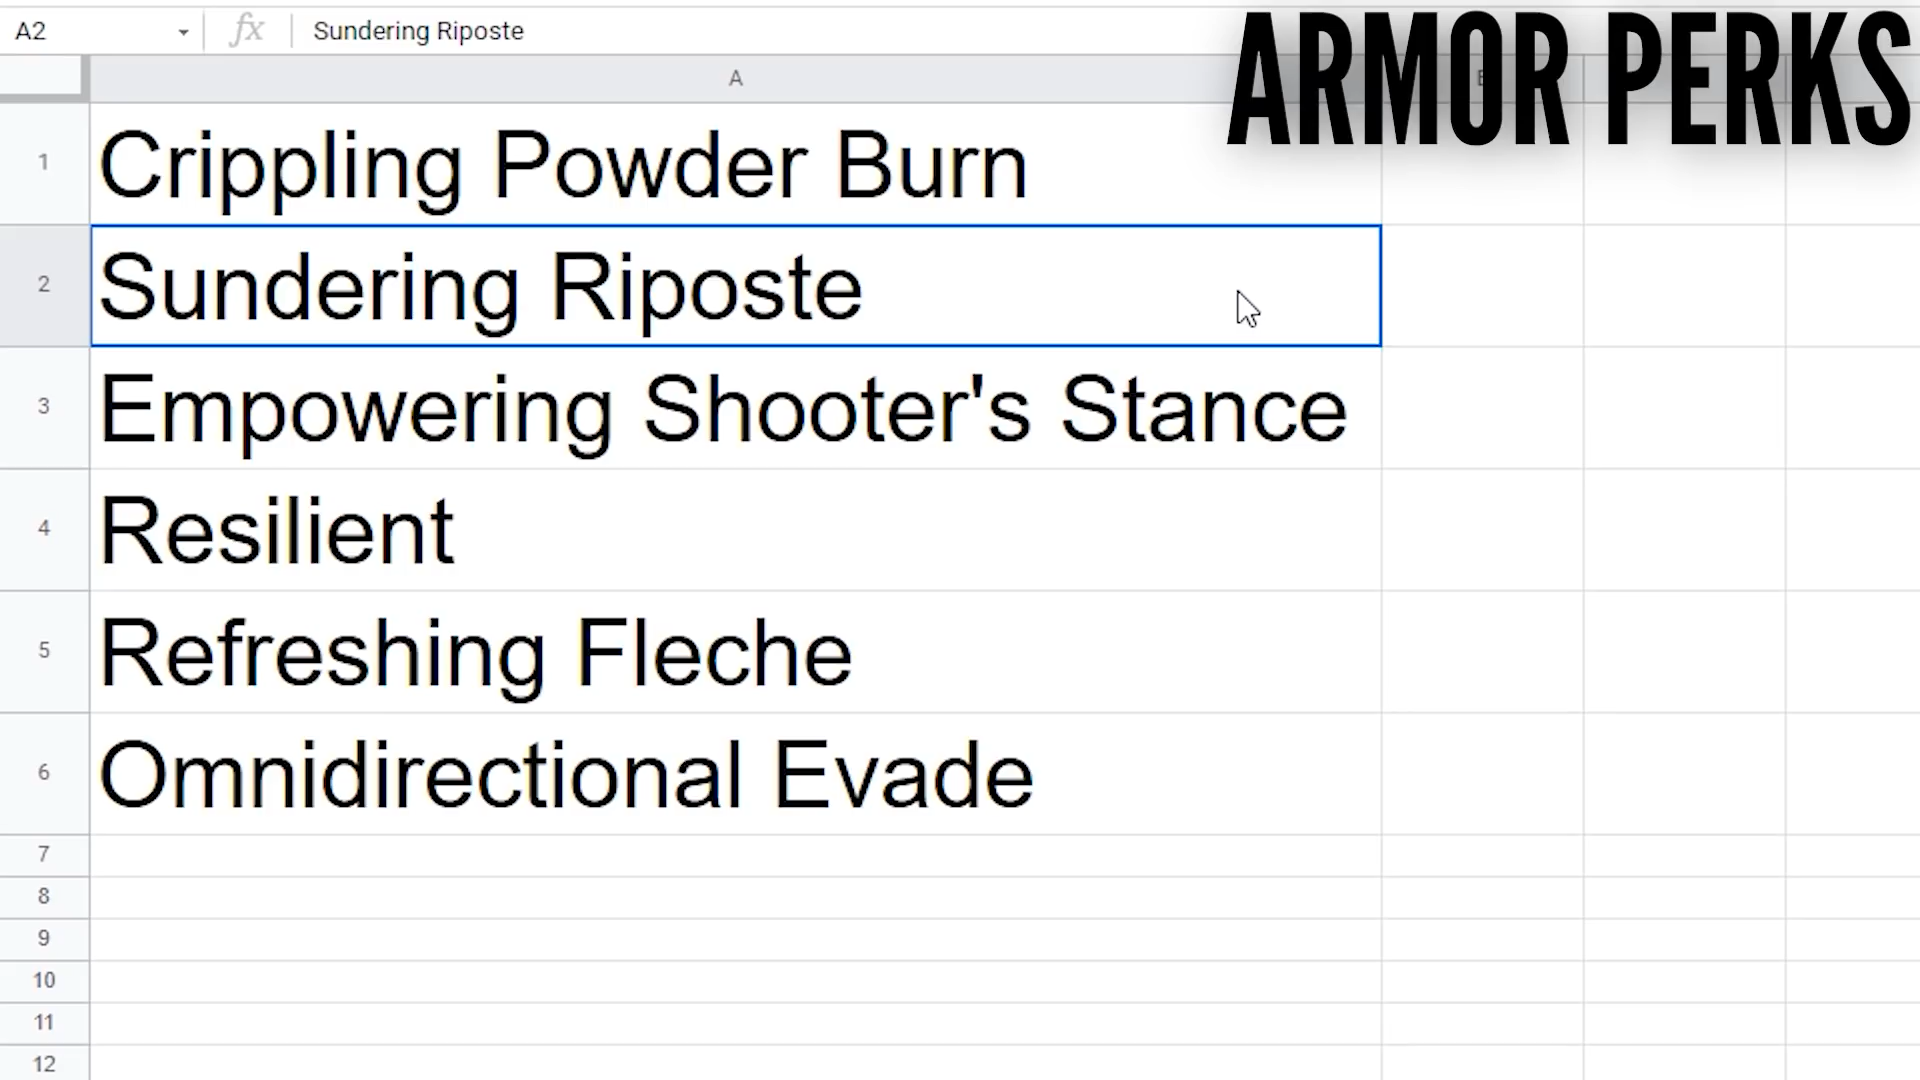 A2 fx Sundering Riposte
ARMOR PERKS
A
1 Crippling Powder Burn
2 Sundering Riposte
3 Empowering Shooter's Stance
4 Resilient
5 Refreshing Fleche
6 Omnidirectional Evade
7
8
9
10
11
12